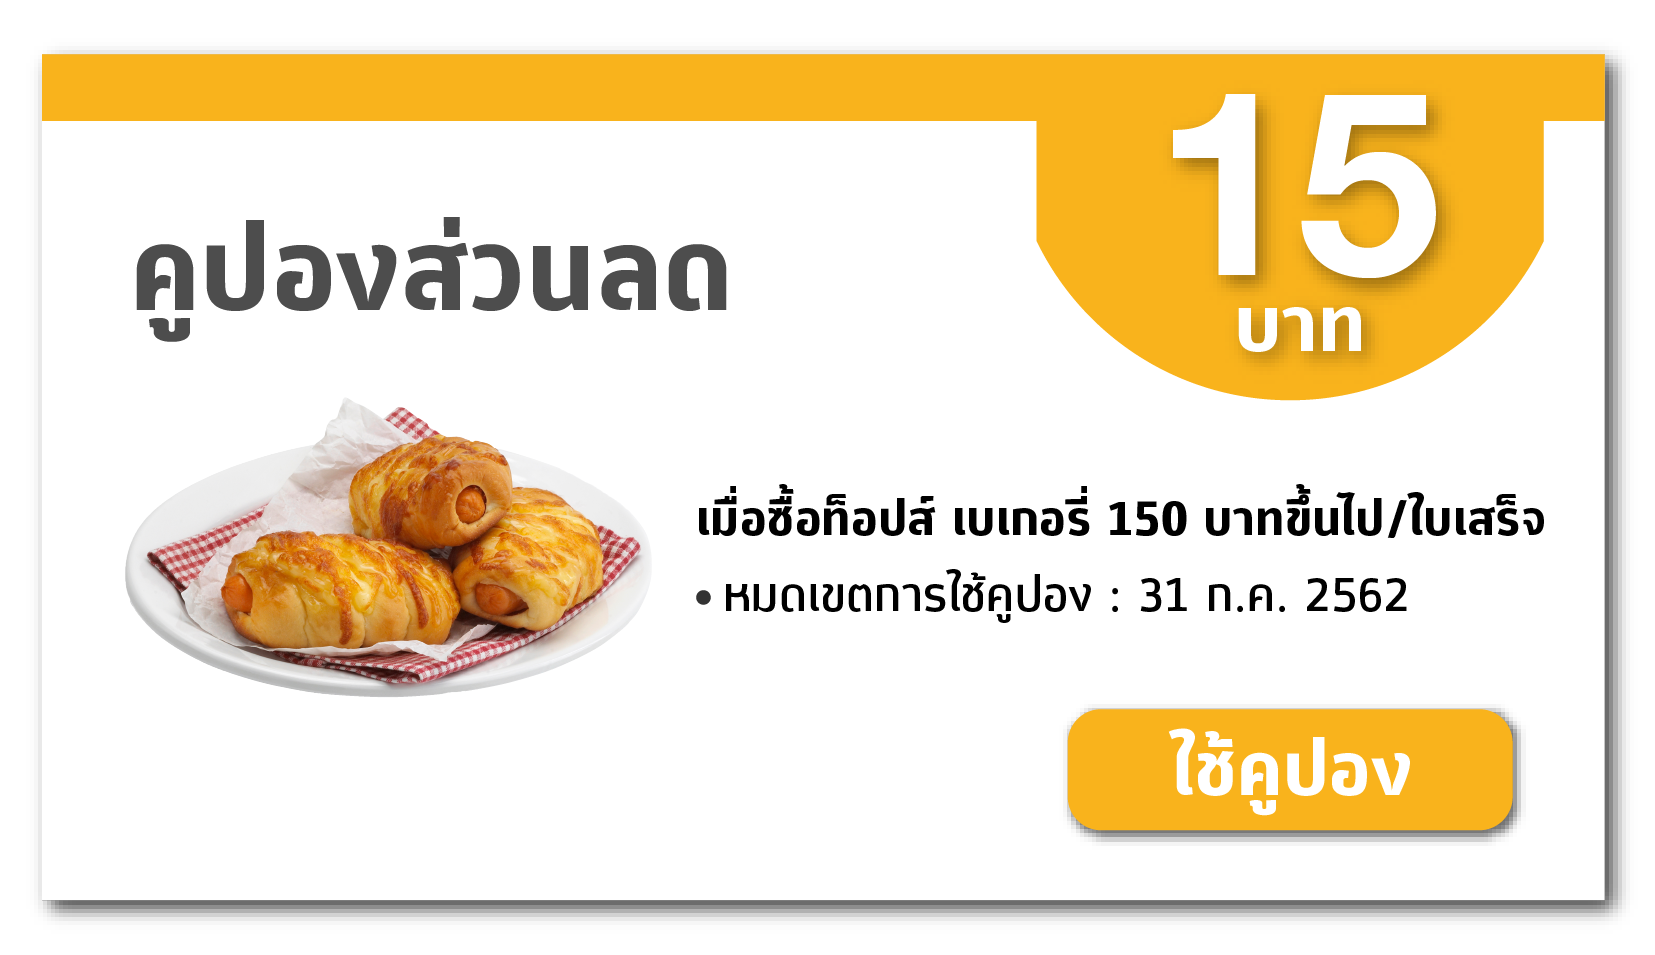 15
บาท
คูปองส่วนลด
เมื่อซื้อท็อปส์ เบเกอรี่ 150 บาทขึ้นไป/ใบเสร็จ
• หมดเขตการใช้คูปอง : 31 ก.ค. 2562
ใช้คูปอง